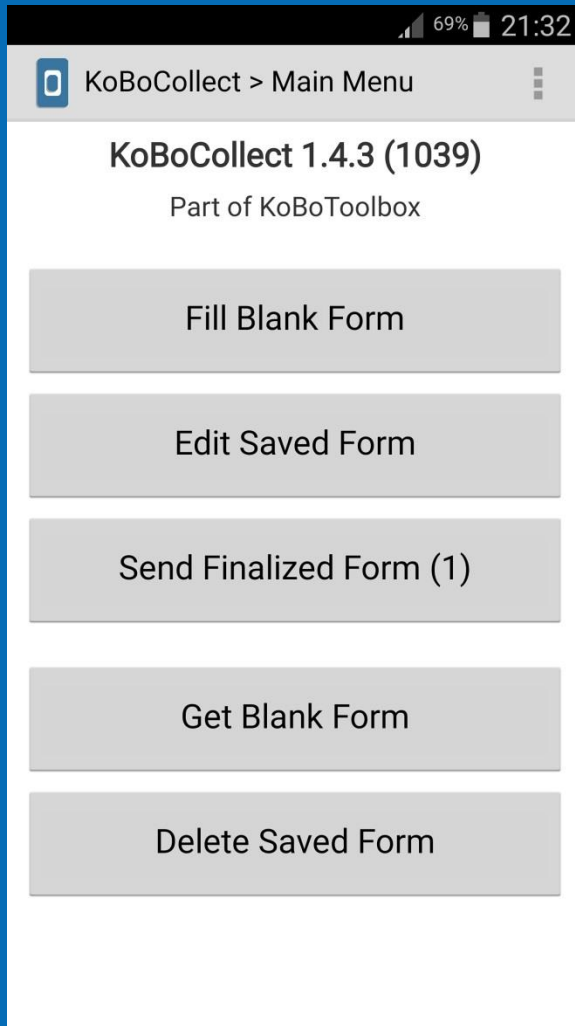 69% 21:32
KoBoCollect > Main Menu
KoBoCollect 1.4.3 (1039)
Part of KoBoToolbox
Fill Blank Form
Edit Saved Form
Send Finalized Form (1)
Get Blank Form
Delete Saved Form